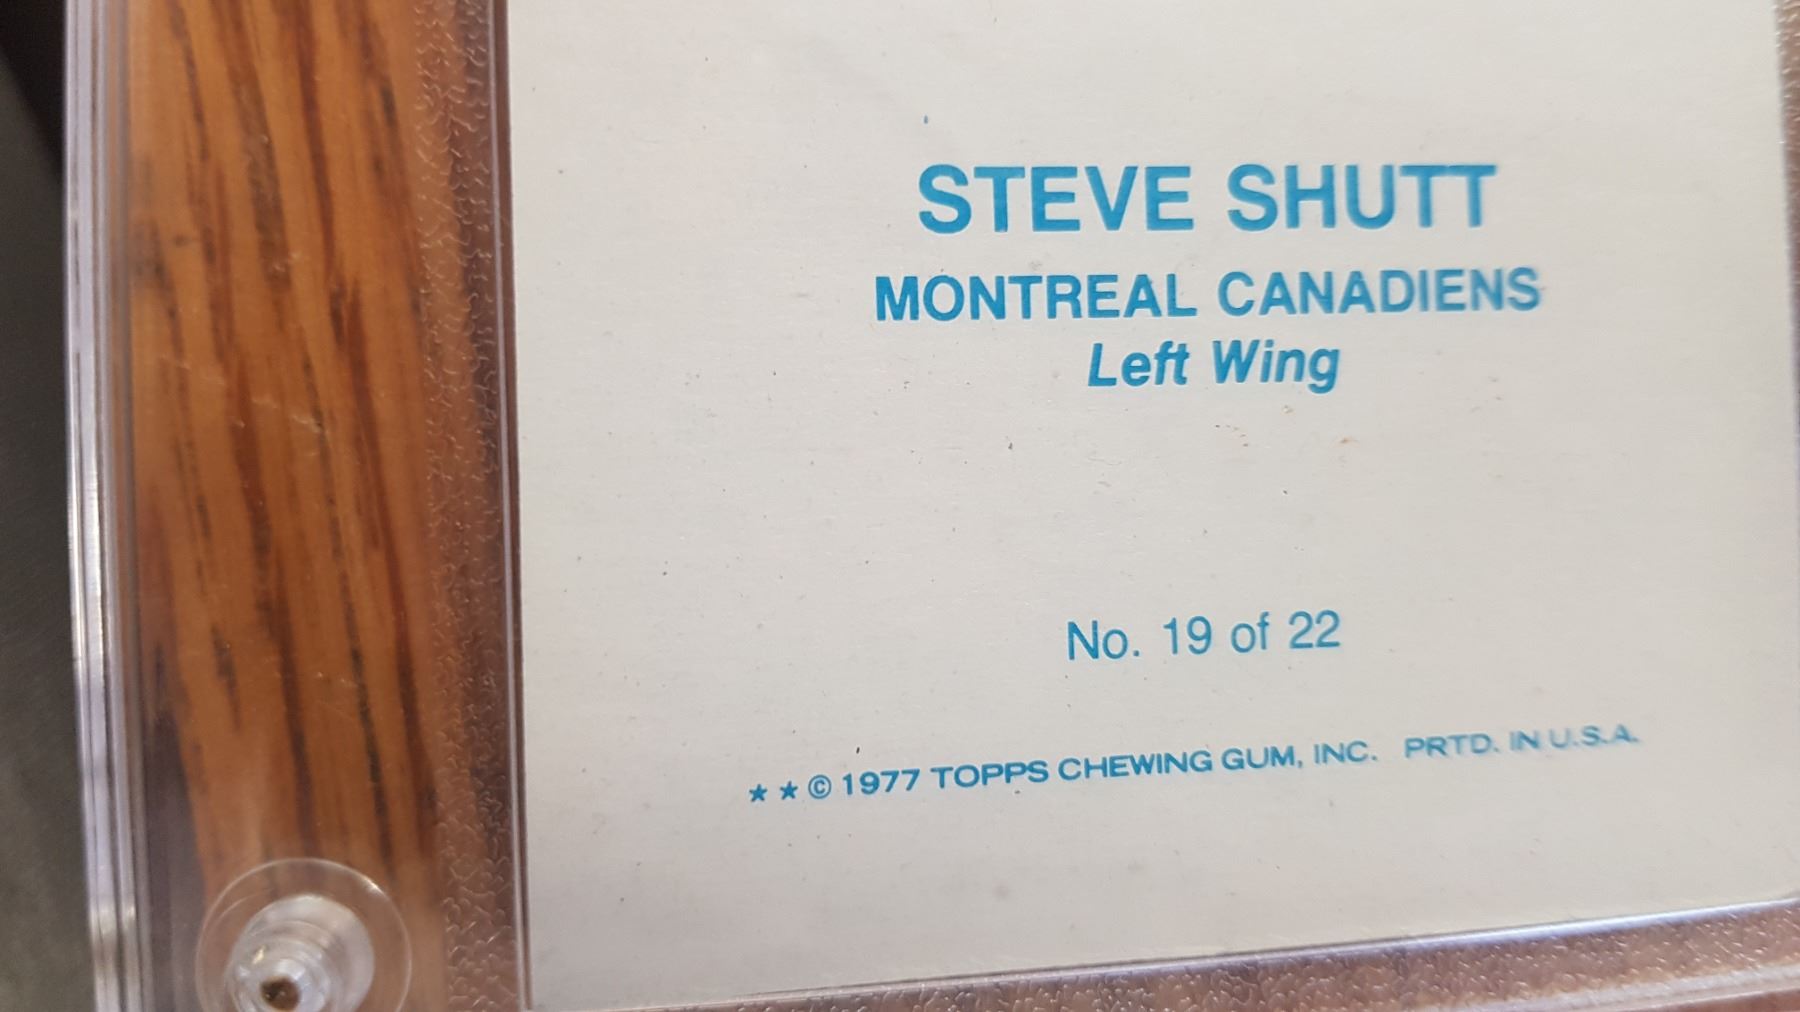 STEVE SHUTT
MONTREAL CANADIENS
Left Wing
No. 19 of 22
★ ★ © 1977 TOPPS CHEWING GUM, INC. PRTD. IN U.S.A.